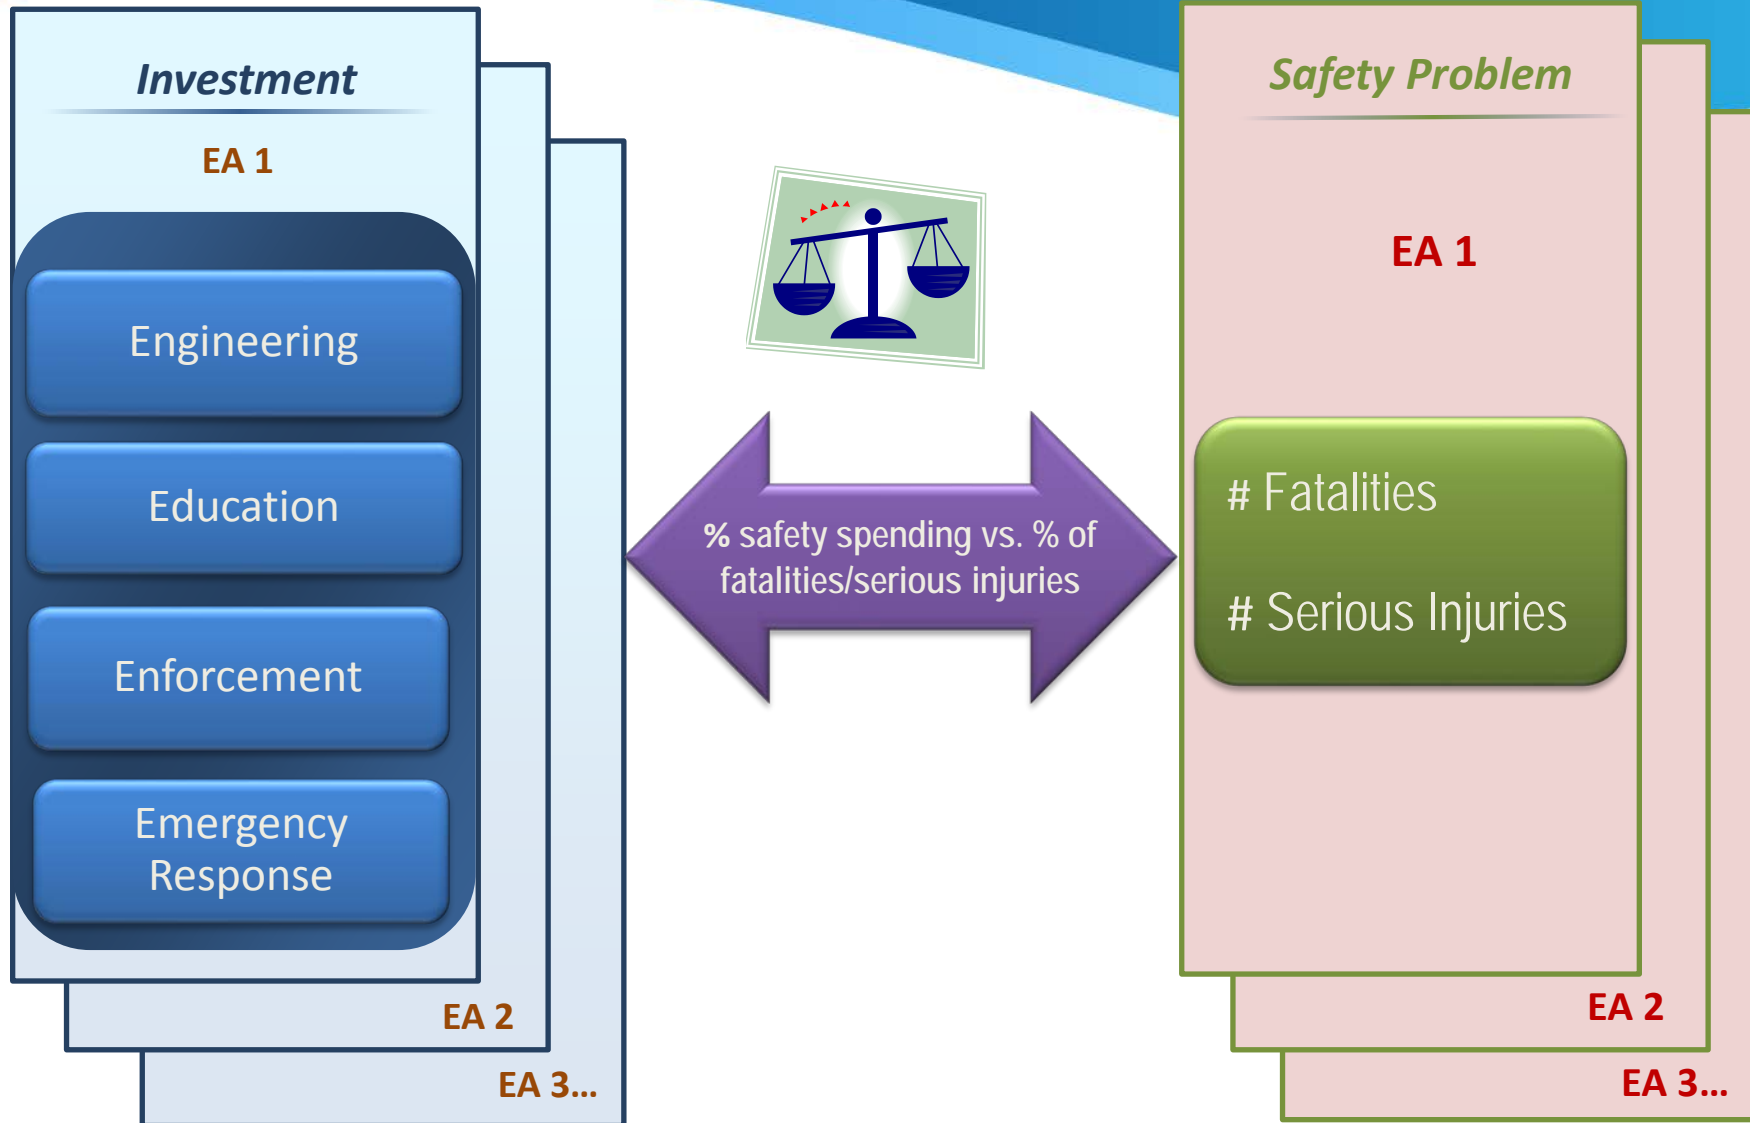 Investment
EA 1
Engineering
Education
Enforcement
Emergency
Response
EA 2
EA 3...
% safety spending vs. % of
fatalities/serious injuries
Safety Problem
EA 1
# Fatalities
# Serious Injuries
EA 2
EA 3...